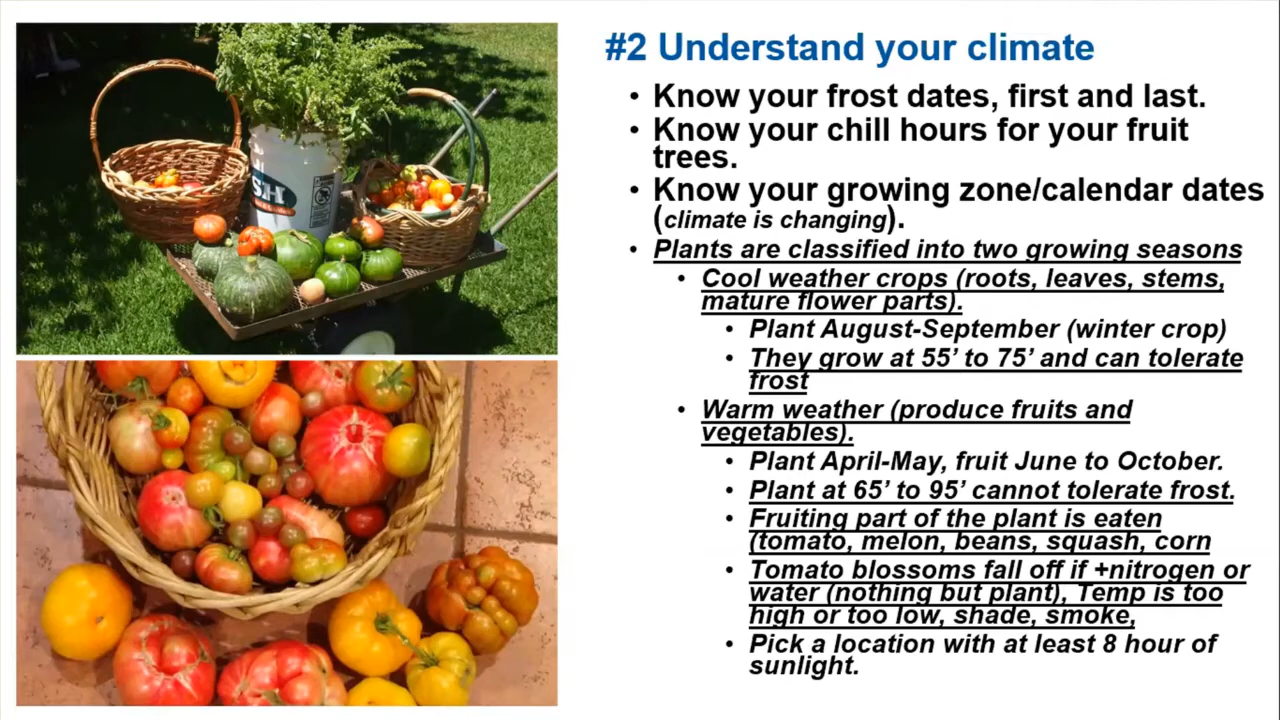 #2 Understand your climate
• Know your frost dates, first and last.
• Know your chill hours for your fruit
trees.
• Know your growing zone/calendar dates
(climate is changing).
• Plants are classified into two growing seasons
• Cool weather crops (roots, leaves, stems,
mature flower parts).
• Plant August-September (winter crop)
• They grow at 55’ to 75’ and can tolerate
frost
• Warm weather (produce fruits and
vegetables).
• Plant April-May, fruit June to October.
• Plant at 65’ to 95’ cannot tolerate frost.
• Fruiting part of the plant is eaten
(tomato, melon, beans, squash, corn
• Tomato blossoms fall off if +nitrogen or
water (nothing but plant), Temp is too
high or too low, shade, smoke,
• Pick a location with at least 8 hour of
sunlight.